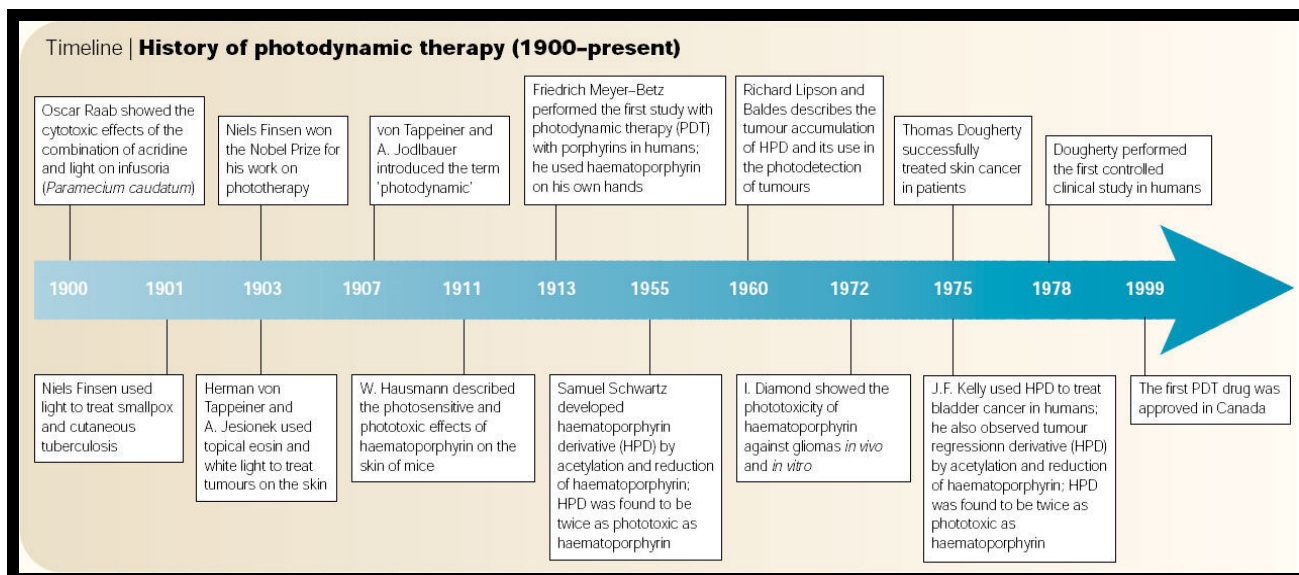 Timeline | History of photodynamic therapy (1900–present)
Oscar Raab showed the
cytotoxic effects of the
combination of acridine
and light on infusoria
(Paramecium caudatum)
Niels Finsen won
the Nobel Prize for
his work on
phototherapy
von Tappeiner and
A. Jodlbauer
introduced the term
'photodynamic'
Friedrich Meyer–Betz
performed the first study with
photodynamic therapy (PDT)
with porphyrins in humans;
he used haematoporphyrin
on his own hands
Richard Lipson and
Baldes describes the
tumour accumulation
of HPD and its use in
the photodetection
of tumours
Thomas Dougherty
successfully
treated skin cancer
in patients
Dougherty performed
the first controlled
clinical study in humans
1900 1901 1903 1907 1911 1913 1955 1960 1972 1975 1978 1999
Niels Finsen used
light to treat smallpox
and cutaneous
tuberculosis
Herman von
Tappeiner and
A. Jesionek used
topical eosin and
white light to treat
tumours on the skin
W. Hausmann described
the photosensitive and
phototoxic effects of
haematoporphyrin on the
skin of mice
Samuel Schwartz
developed
haematoporphyrin
derivative (HPD) by
acetylation and reduction
of haematoporphyrin;
HPD was found to be
twice as phototoxic as
haematoporphyrin
I. Diamond showed the
phototoxicity of
haematoporphyrin
against gliomas in vivo
and in vitro
J.F. Kelly used HPD to treat
bladder cancer in humans;
he also observed tumour
regressionn derivative (HPD)
by acetylation and reduction
of haematoporphyrin; HPD
was found to be twice as
phototoxic as
haematoporphyrin
The first PDT drug was
approved in Canada